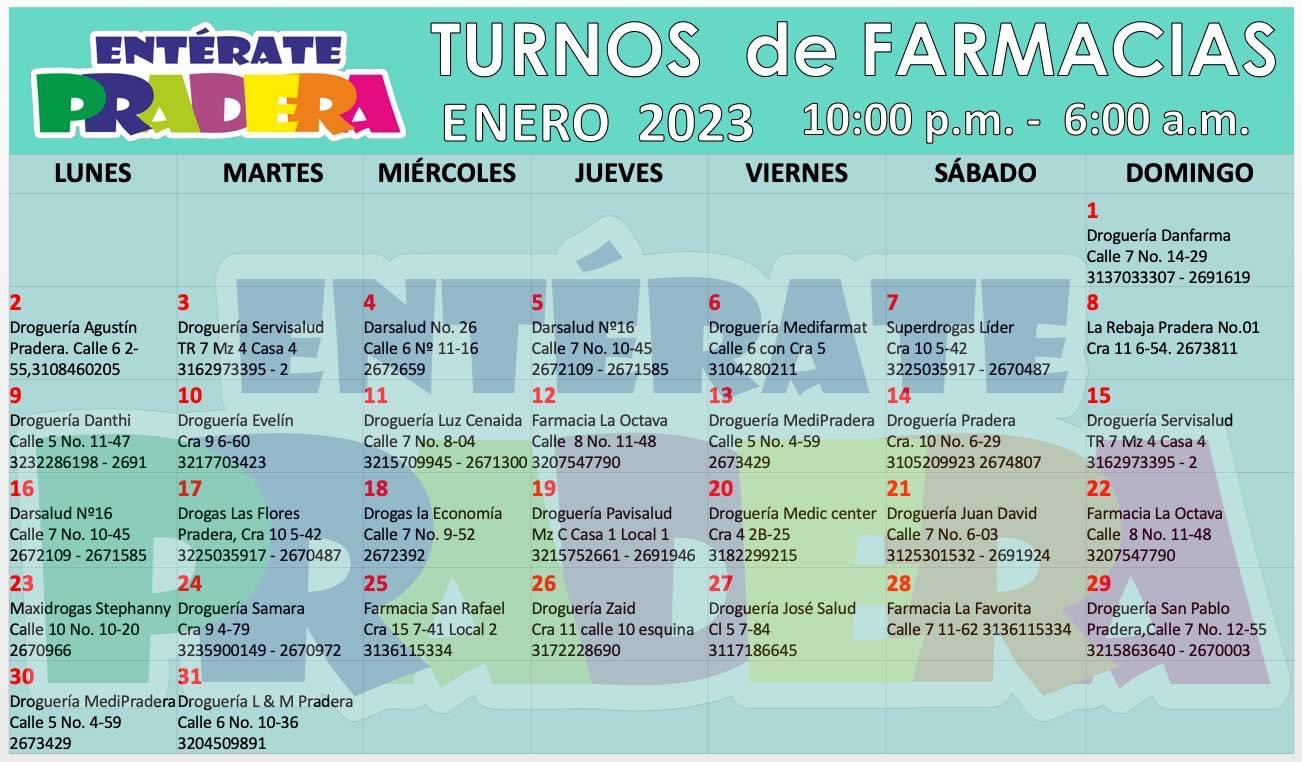 ENTÉRATE
PRADERA
TURNOS de FARMACIAS
ENERO 2023 10:00 p.m. - 6:00 a.m.
LUNES MARTES MIÉRCOLES JUEVES VIERNES SÁBADO DOMINGO
1
Droguería Danfarma
Calle 7 No. 14-29
3137033307 - 2691619
2
Droguería Agustín
Pradera. Calle 6 2-
55,3108460205
3
Droguería Servisalud
TR 7 Mz 4 Casa 4
3162973395 - 2
4
Darsalud No. 26
Calle 6 Nº 11-16
2672659
5
Darsalud Nº16
Calle 7 No. 10-45
2672109 - 2671585
6
Droguería Medifarmat
Calle 6 con Cra 5
3104280211
7
Superdrogas Líder
Cra 10 5-42
3225035917 - 2670487
8
La Rebaja Pradera No.01
Cra 11 6-54. 2673811
9
Droguería Danthi
Calle 5 No. 11-47
3232286198 - 2691
10
Droguería Evelín
Cra 9 6-60
3217703423
11
Droguería Luz Cenaida
Calle 7 No. 8-04
3215709945 - 2671300
12
Farmacia La Octava
Calle 8 No. 11-48
3207547790
13
Droguería MediPradera
Calle 5 No. 4-59
2673429
14
Droguería Pradera
Cra. 10 No. 6-29
3105209923 2674807
15
Droguería Servisalud
TR 7 Mz 4 Casa 4
3162973395 - 2
16
Darsalud Nº16
Calle 7 No. 10-45
2672109 - 2671585
17
Drogas Las Flores
Pradera, Cra 10 5-42
3225035917 - 2670487
18
Drogas la Economía
Calle 7 No. 9-52
2672392
19
Droguería Pavisalud
Mz C Casa 1 Local 1
3215752661 - 2691946
20
Droguería Medic center
Cra 4 2B-25
3182299215
21
Droguería Juan David
Calle 7 No. 6-03
3125301532 - 2691924
22
Farmacia La Octava
Calle 8 No. 11-48
3207547790
23
Maxidrogas Stephanny
Calle 10 No. 10-20
2670966
24
Droguería Samara
Cra 9 4-79
3235900149 - 2670972
25
Farmacia San Rafael
Cra 15 7-41 Local 2
3136115334
26
Droguería Zaid
Cra 11 calle 10 esquina
3172228690
27
Droguería José Salud
Cl 5 7-84
3117186645
28
Farmacia La Favorita
Calle 7 11-62 3136115334
29
Droguería San Pablo
Pradera,Calle 7 No. 12-55
3215863640 - 2670003
30
Droguería MediPradera
Calle 5 No. 4-59
2673429
31
Droguería L & M Pradera
Calle 6 No. 10-36
3204509891
ENTÉRATE
PRADERA